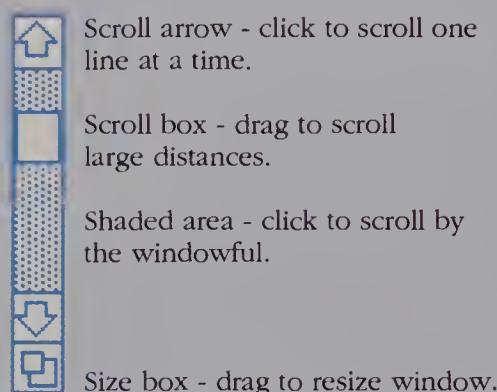 Scroll arrow - click to scroll one
line at a time.
Scroll box - drag to scroll
large distances.
Shaded area - click to scroll by
the windowful.
Size box - drag to resize window.